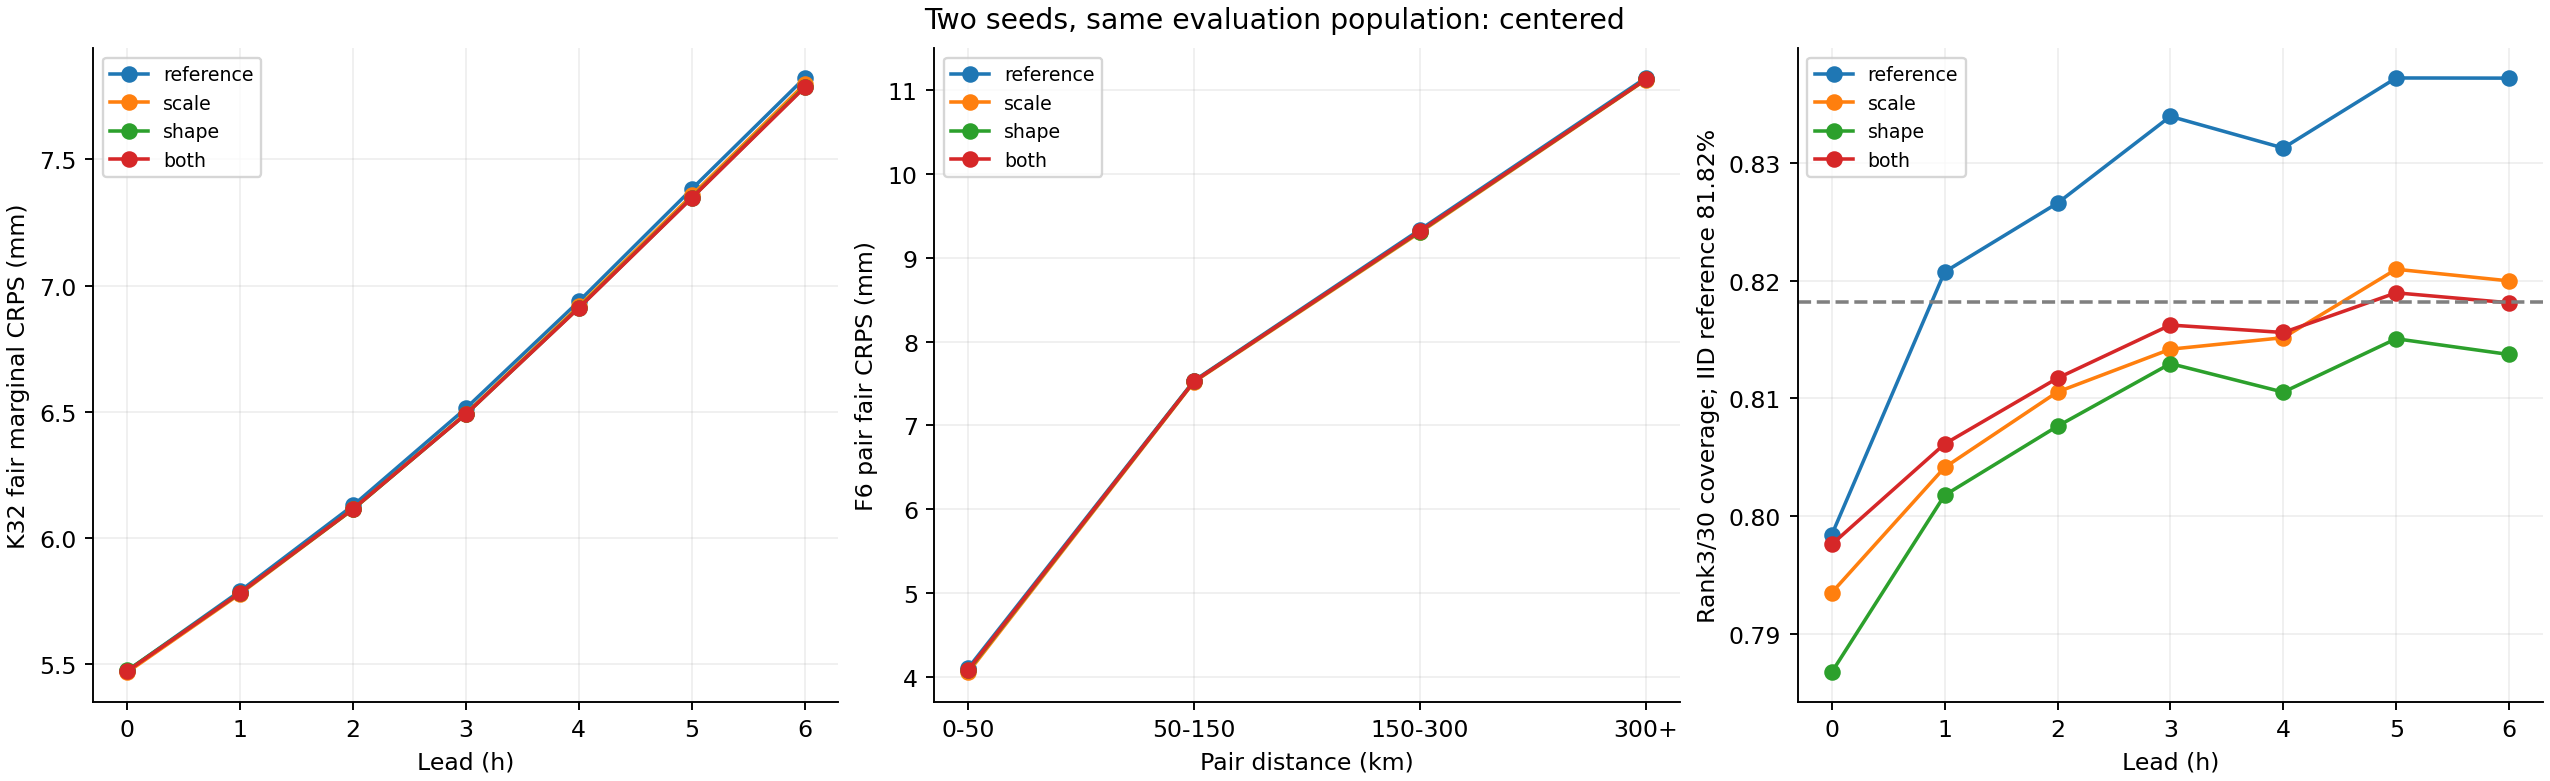 Two seeds, same evaluation population: centered
K32 fair marginal CRPS (mm)
7.5
7.0
6.5
6.0
5.5
reference
scale
shape
both
0 1 2 3 4 5 6
Lead (h)
F6 pair fair CRPS (mm)
11
10
9
8
7
6
5
4
reference
scale
shape
both
0-50 50-150 150-300 300+
Pair distance (km)
Rank3/30 coverage; IID reference 81.82%
0.83
0.82
0.81
0.80
0.79
reference
scale
shape
both
0 1 2 3 4 5 6
Lead (h)